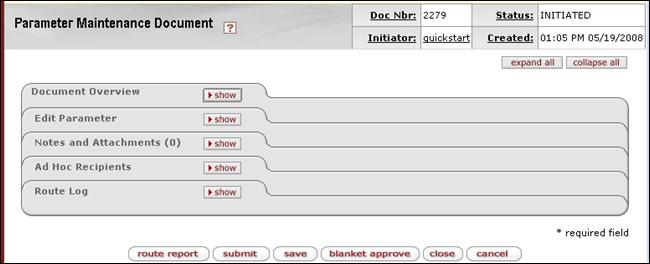 Parameter Maintenance Document ?
Doc Nbr: 2279 Status: INITIATED
Initiator: quickstart Created: 01:05 PM 05/19/2008
expand all collapse all
Document Overview show
Edit Parameter show
Notes and Attachments (0) show
Ad Hoc Recipients show
Route Log show
* required field
route report submit save blanket approve close cancel